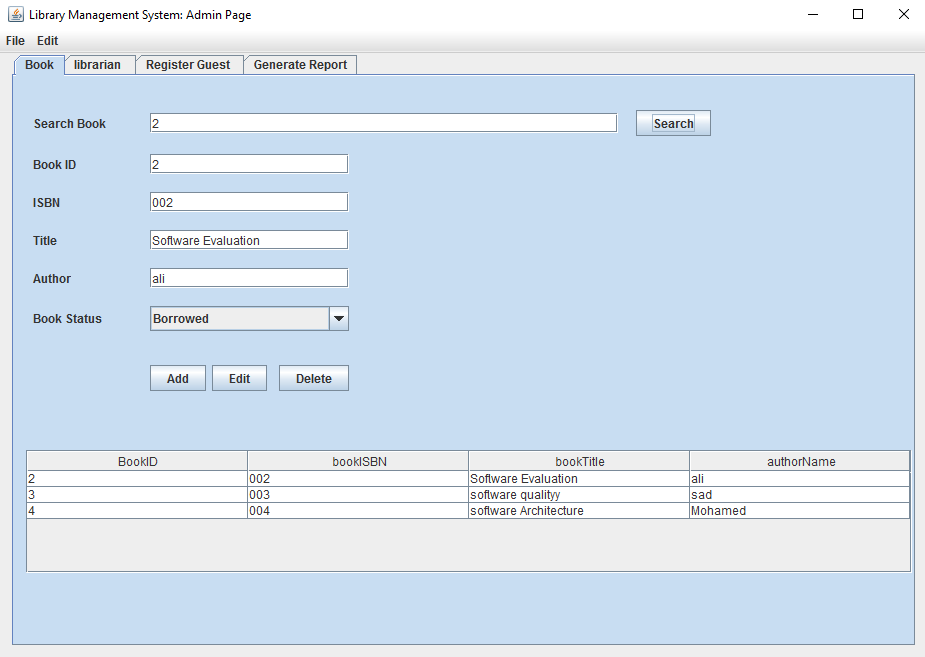 Library Management System: Admin Page
File Edit
Book librarian Register Guest Generate Report
Search Book 2 Search
Book ID 2
ISBN 002
Title Software Evaluation
Author ali
Book Status Borrowed
Add Edit Delete
BookID bookISBN bookTitle authorName
2 002 Software Evaluation ali
3 003 software qualityy sad
4 004 software Architecture Mohamed